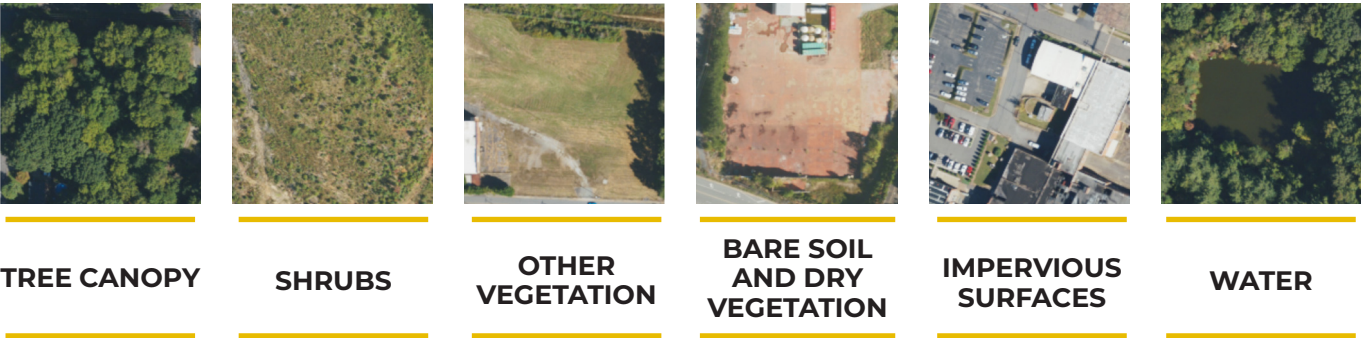 TREE CANOPY
SHRUBS
OTHER
VEGETATION
BARE SOIL
AND DRY
VEGETATION
IMPERVIOUS
SURFACES
WATER